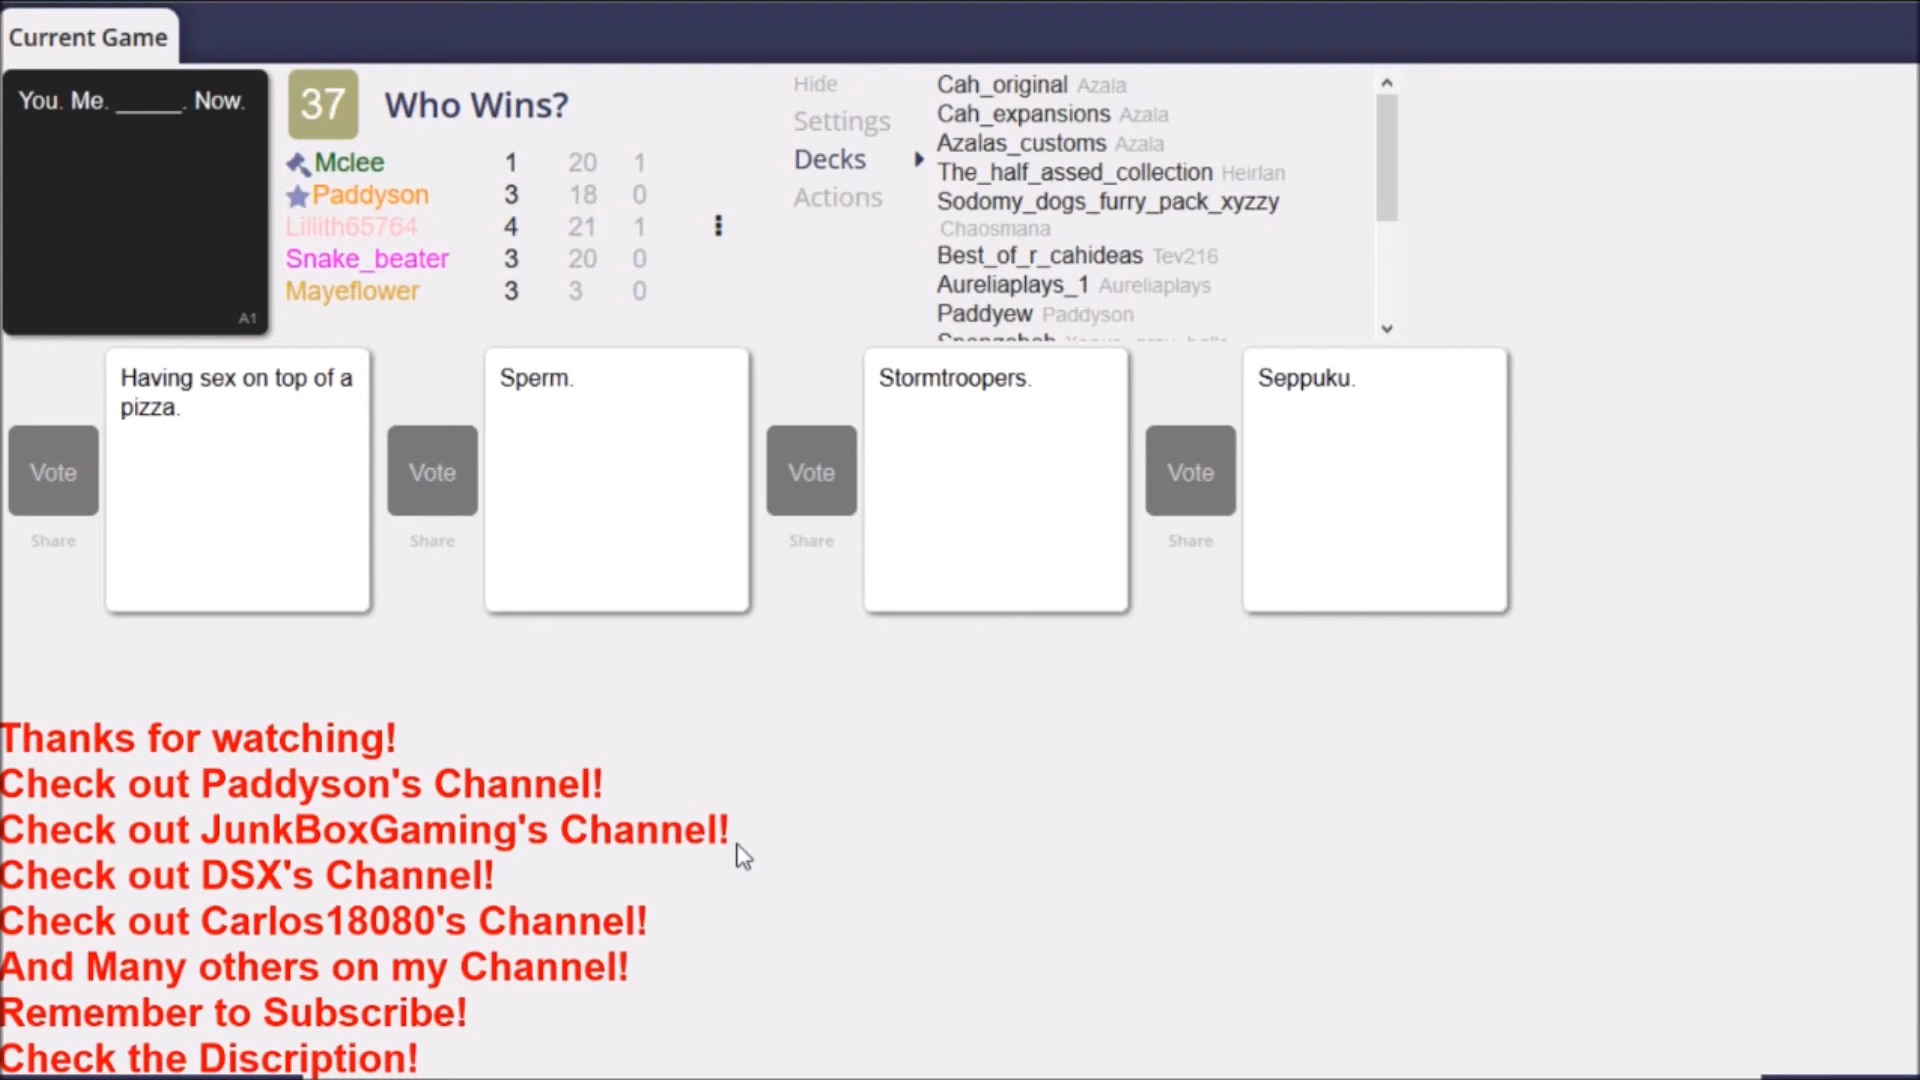 Current Game
You. Me. _____. Now.
A1
37
Who Wins?
Mclee 1 20 1
Paddyson 3 18 0
Lillith65764 4 21 1
Snake_beater 3 20 0
Mayeflower 3 3 0
Hide
Settings
Decks
Actions
Cah_original Azala
Cah_expansions Azala
Azalas_customs Azala
The_half_assed_collection Heirlan
Sodomy_dogs_furry_pack_xyzzy
Chaosmana
Best_of_r_cahideas Tev216
Aureliaplays_1 Aureliaplays
Paddyew Paddyson
Vote
Share
Having sex on top of a
pizza.
Vote
Share
Sperm.
Vote
Share
Stormtroopers.
Vote
Share
Seppuku.
Thanks for watching!
Check out Paddyson's Channel!
Check out JunkBoxGaming's Channel!
Check out DSX's Channel!
Check out Carlos18080's Channel!
And Many others on my Channel!
Remember to Subscribe!
Check the Discription!